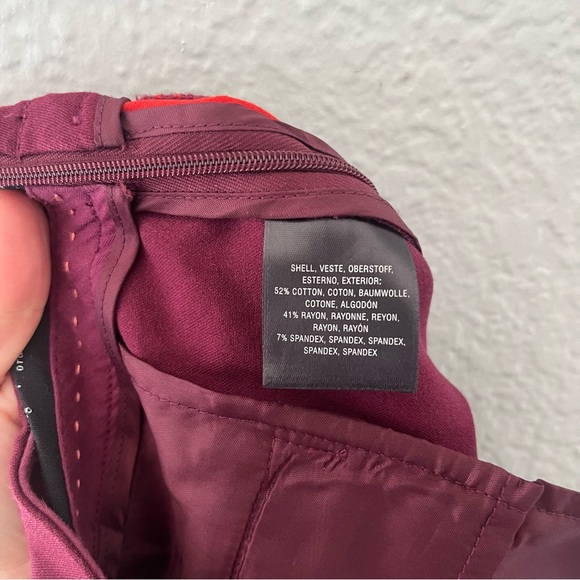 SHELL, VESTE, OBERSTOFF,
ESTERNO, EXTERIOR:
52% COTTON, COTON, BAUMWOLLE,
COTONE, ALGODÓN
41% RAYON, RAYONNE, REYON,
RAYON, RAYÓN
7% SPANDEX, SPANDEX, SPANDEX,
SPANDEX, SPANDEX